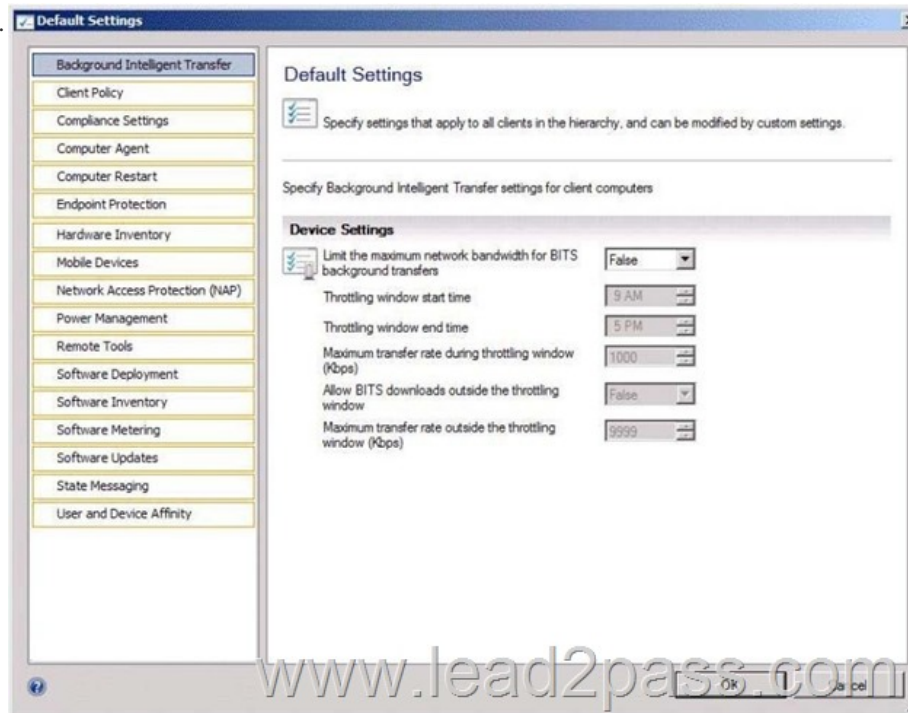 Default Settings
Background Intelligent Transfer
Client Policy
Compliance Settings
Computer Agent
Computer Restart
Endpoint Protection
Hardware Inventory
Mobile Devices
Network Access Protection (NAP)
Power Management
Remote Tools
Software Deployment
Software Inventory
Software Metering
Software Updates
State Messaging
User and Device Affinity
Default Settings
Specify settings that apply to all clients in the hierarchy, and can be modified by custom settings.
Specify Background Intelligent Transfer settings for client computers
Device Settings
Limit the maximum network bandwidth for BITS
background transfers
False
Throttling window start time
9 AM
Throttling window end time
5 PM
Maximum transfer rate during throttling window
(Kbps)
1000
Allow BITS downloads outside the throttling
window
False
Maximum transfer rate outside the throttling
window (Kbps)
9999
www.lead2pass.com
OK
Cancel